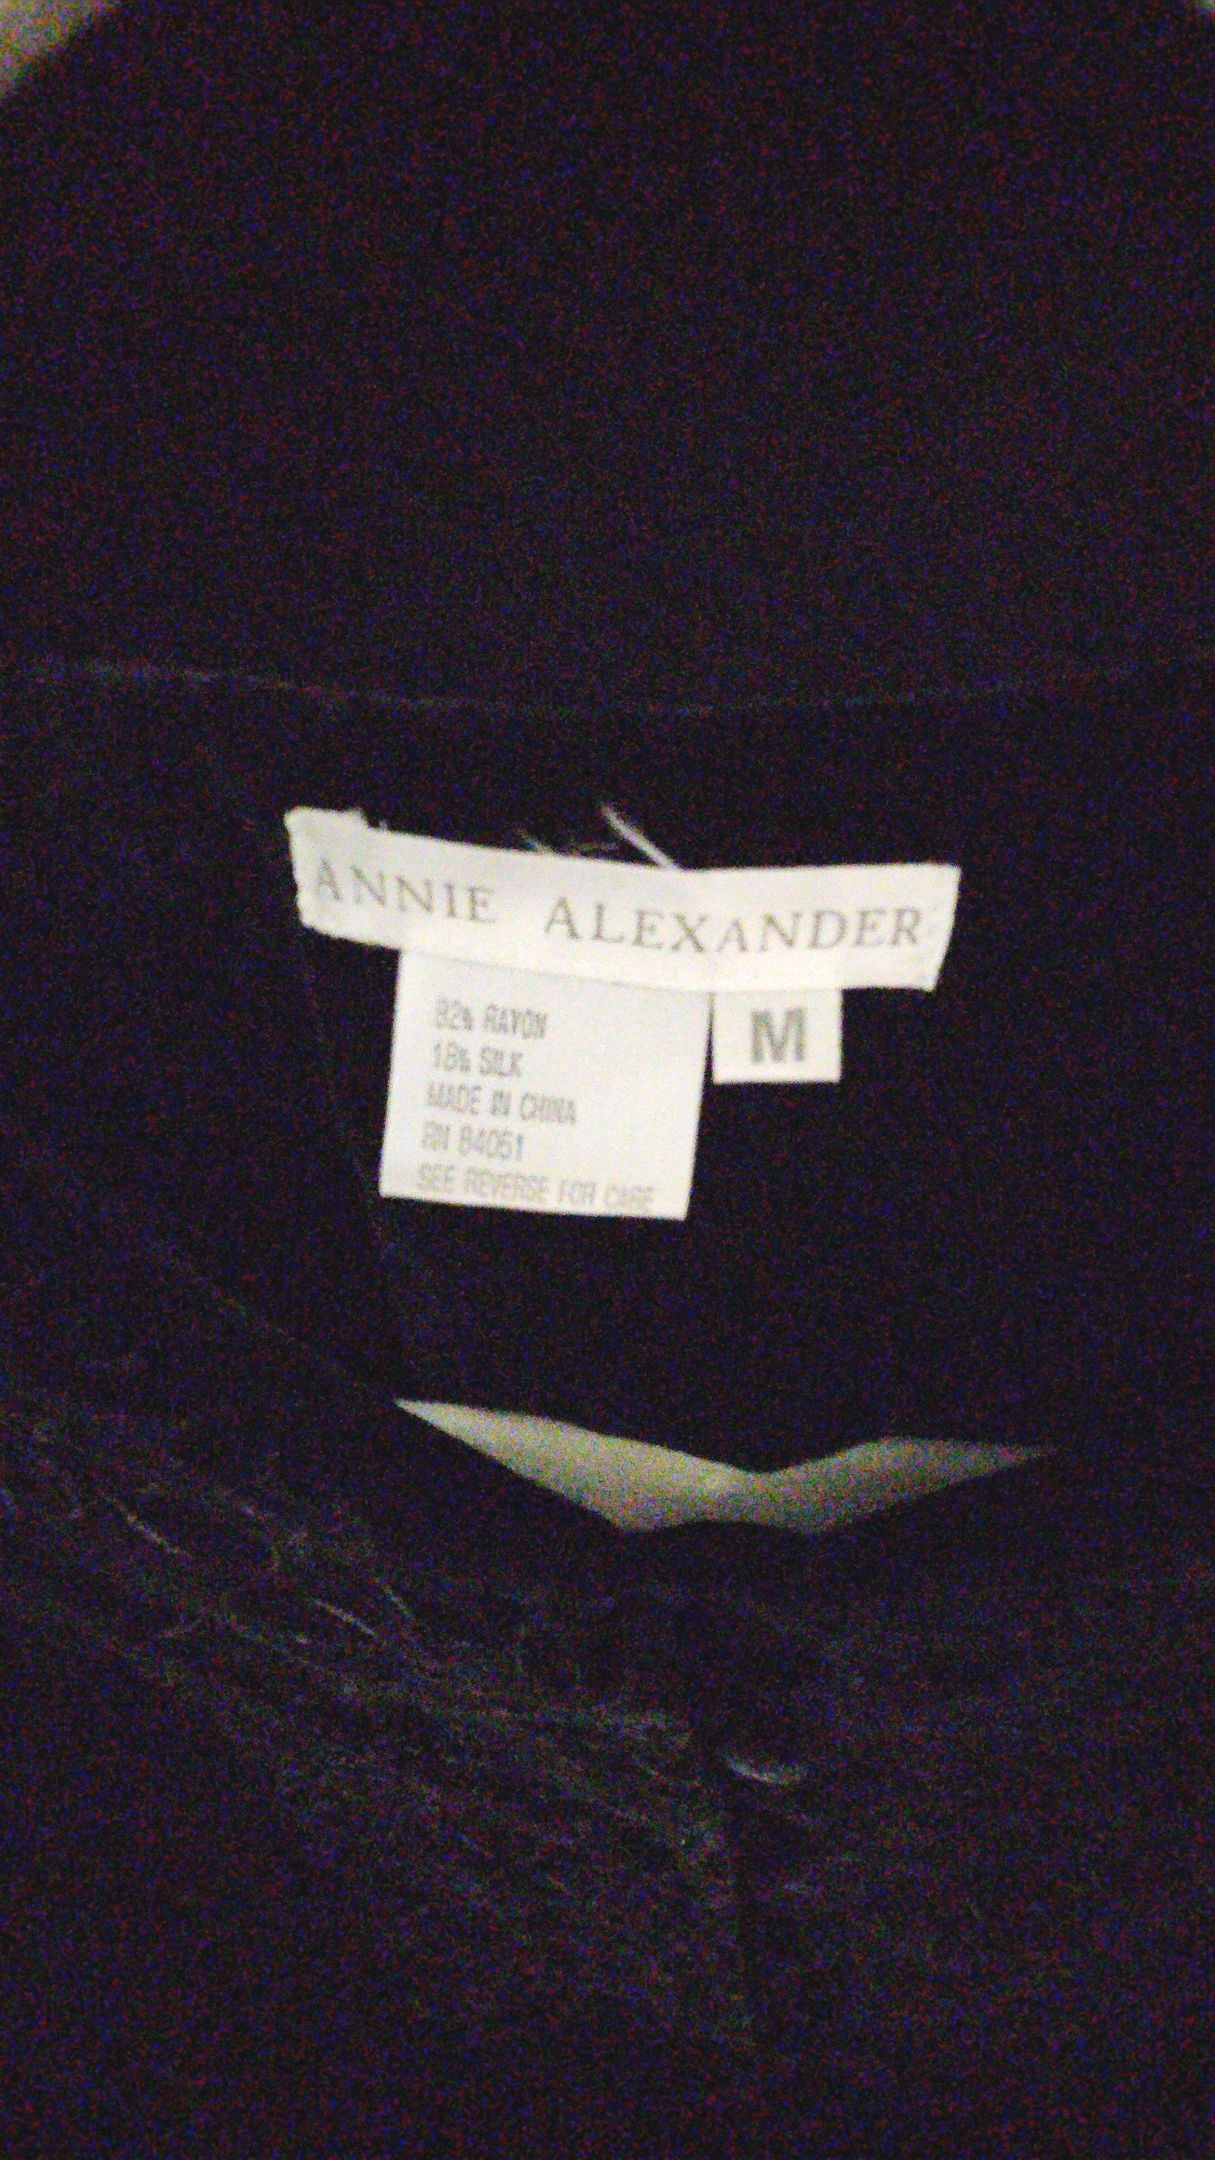 ANNIE ALEXANDER
M
82% RAYON
18% SILK
MADE IN CHINA
RN 84051
SEE REVERSE FOR CARE